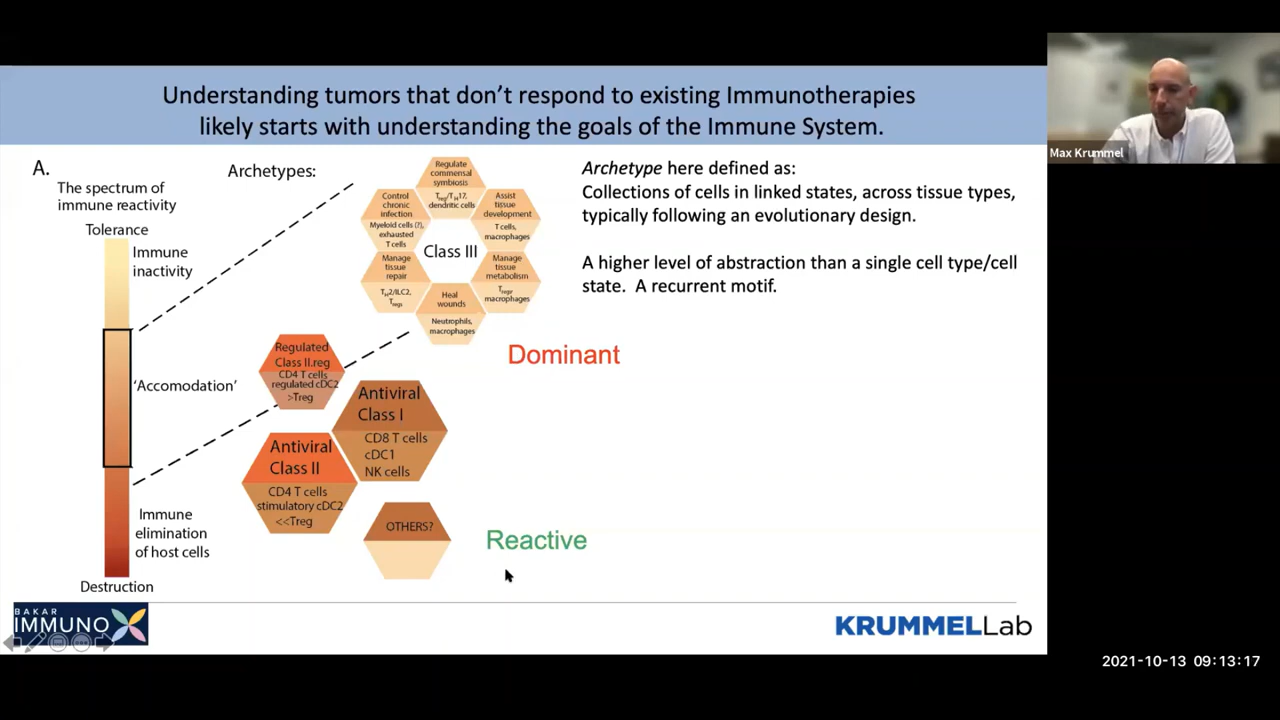 Understanding tumors that don’t respond to existing Immunotherapies
likely starts with understanding the goals of the Immune System.
A.
The spectrum of
immune reactivity
Tolerance
Immune
inactivity
‘Accomodation’
Immune
elimination
of host cells
Destruction
Archetypes:
Regulate
commensal
symbiosis
Treg/TH17,
dendritic cells
Control
chronic
infection
Myeloid cells (?),
exhausted
T cells
Assist
tissue
development
T cells,
macrophages
Class III
Manage
tissue
repair
TH2/ILC2,
Tregs
Manage
tissue
metabolism
Treg,
macrophages
Heal
wounds
Neutrophils,
macrophages
Dominant
Regulated
Class II.reg
CD4 T cells
regulated cDC2
>Treg
Antiviral
Class I
CD8 T cells
cDC1
NK cells
Antiviral
Class II
CD4 T cells
stimulatory cDC2
<<Treg
OTHERS?
Reactive
Archetype here defined as:
Collections of cells in linked states, across tissue types,
typically following an evolutionary design.
A higher level of abstraction than a single cell type/cell
state. A recurrent motif.
BAKAR
IMMUNO
KRUMMELLab
Max Krummel
2021-10-13 09:13:17